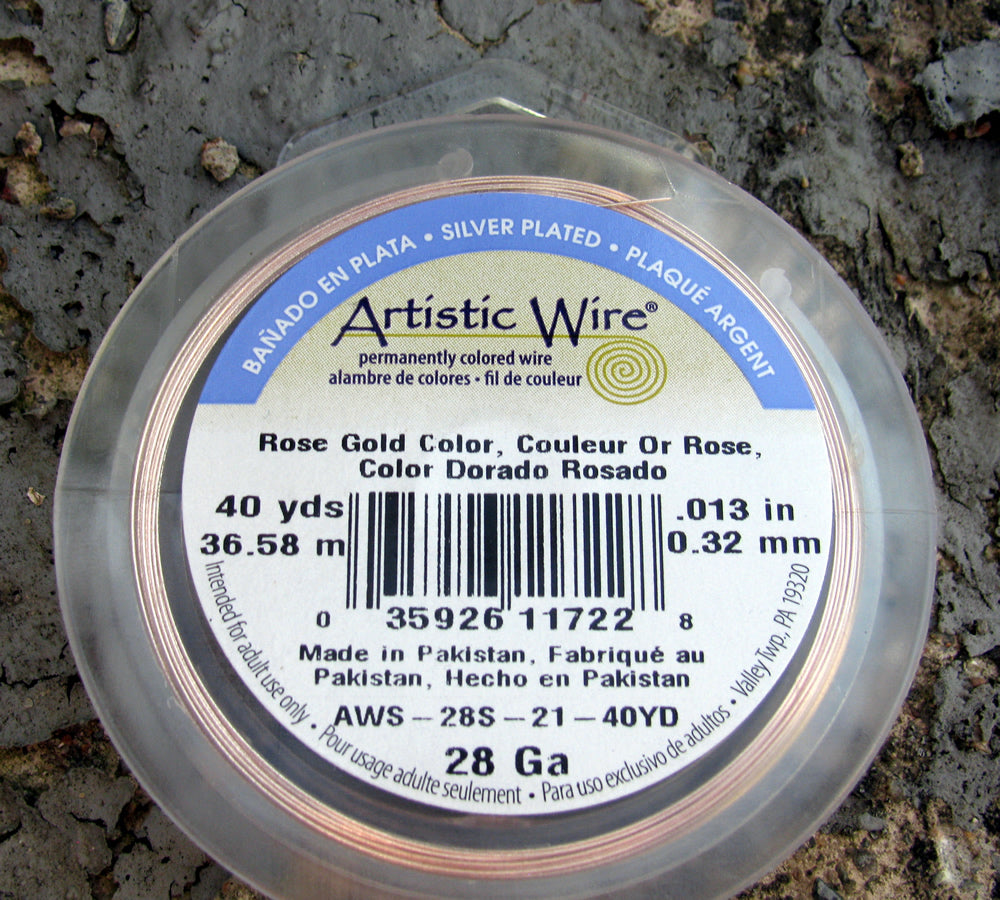 BAÑADO EN PLATA • SILVER PLATED • PLAQUÉ ARGENT
Artistic Wire®
permanently colored wire
alambre de colores • fil de couleur
Rose Gold Color, Couleur Or Rose,
Color Dorado Rosado
40 yds
.013 in
36.58 m
0.32 mm
0 35926 11722 8
Made in Pakistan, Fabriqué au
Pakistan, Hecho en Pakistan
AWS-28S-21-40YD
28 Ga
Intended for adult use only • Pour usage adulte seulement • Para uso exclusivo de adultos • Valley Twp., PA 19320